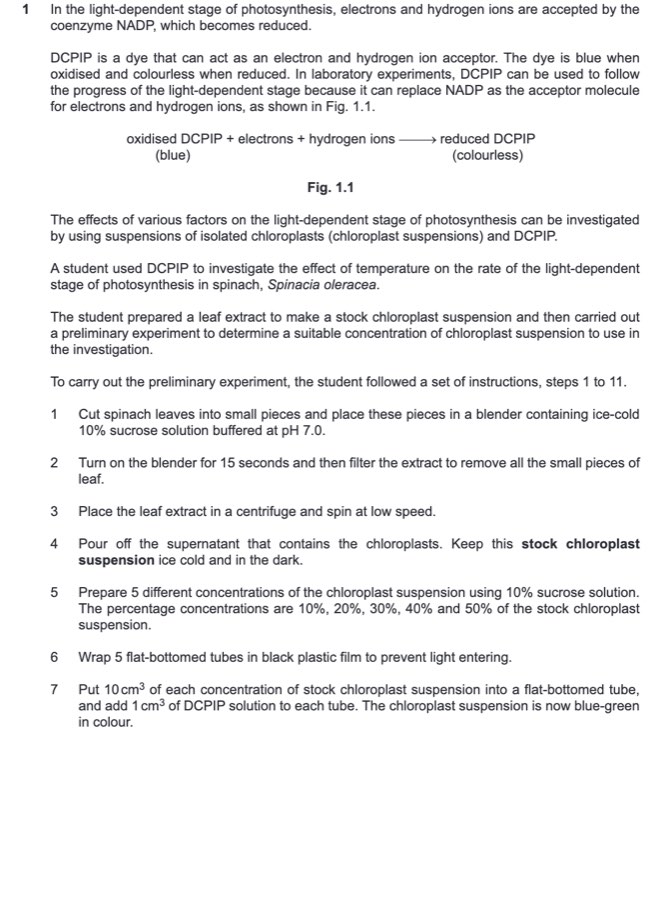 1 In the light-dependent stage of photosynthesis, electrons and hydrogen ions are accepted by the
coenzyme NADP, which becomes reduced.
DCPIP is a dye that can act as an electron and hydrogen ion acceptor. The dye is blue when
oxidised and colourless when reduced. In laboratory experiments, DCPIP can be used to follow
the progress of the light-dependent stage because it can replace NADP as the acceptor molecule
for electrons and hydrogen ions, as shown in Fig. 1.1.
oxidised DCPIP + electrons + hydrogen ions ⟶ reduced DCPIP
(blue) (colourless)
Fig. 1.1
The effects of various factors on the light-dependent stage of photosynthesis can be investigated
by using suspensions of isolated chloroplasts (chloroplast suspensions) and DCPIP.
A student used DCPIP to investigate the effect of temperature on the rate of the light-dependent
stage of photosynthesis in spinach, Spinacia oleracea.
The student prepared a leaf extract to make a stock chloroplast suspension and then carried out
a preliminary experiment to determine a suitable concentration of chloroplast suspension to use in
the investigation.
To carry out the preliminary experiment, the student followed a set of instructions, steps 1 to 11.
1 Cut spinach leaves into small pieces and place these pieces in a blender containing ice-cold
10% sucrose solution buffered at pH 7.0.
2 Turn on the blender for 15 seconds and then filter the extract to remove all the small pieces of
leaf.
3 Place the leaf extract in a centrifuge and spin at low speed.
4 Pour off the supernatant that contains the chloroplasts. Keep this stock chloroplast
suspension ice cold and in the dark.
5 Prepare 5 different concentrations of the chloroplast suspension using 10% sucrose solution.
The percentage concentrations are 10%, 20%, 30%, 40% and 50% of the stock chloroplast
suspension.
6 Wrap 5 flat-bottomed tubes in black plastic film to prevent light entering.
7 Put 10 cm³ of each concentration of stock chloroplast suspension into a flat-bottomed tube,
and add 1 cm³ of DCPIP solution to each tube. The chloroplast suspension is now blue-green
in colour.